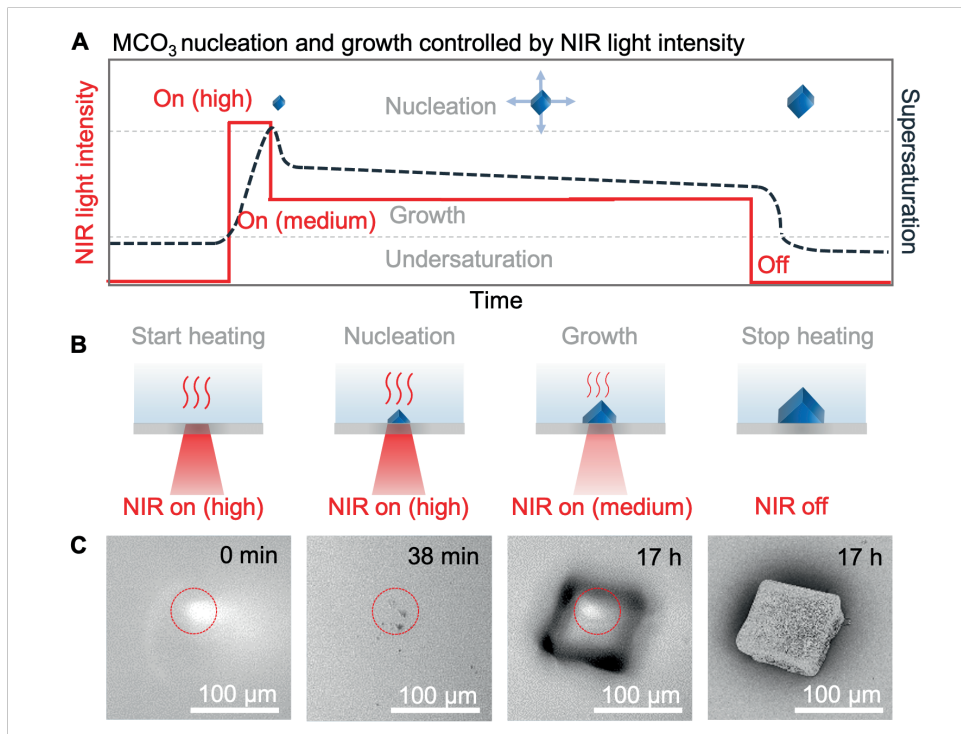 A MCO₃ nucleation and growth controlled by NIR light intensity
NIR light intensity
On (high)
Nucleation
On (medium)
Growth
Undersaturation
Off
Supersaturation
Time
B
Start heating
Nucleation
Growth
Stop heating
NIR on (high)
NIR on (high)
NIR on (medium)
NIR off
C
0 min
38 min
17 h
17 h
100 µm
100 µm
100 µm
100 µm